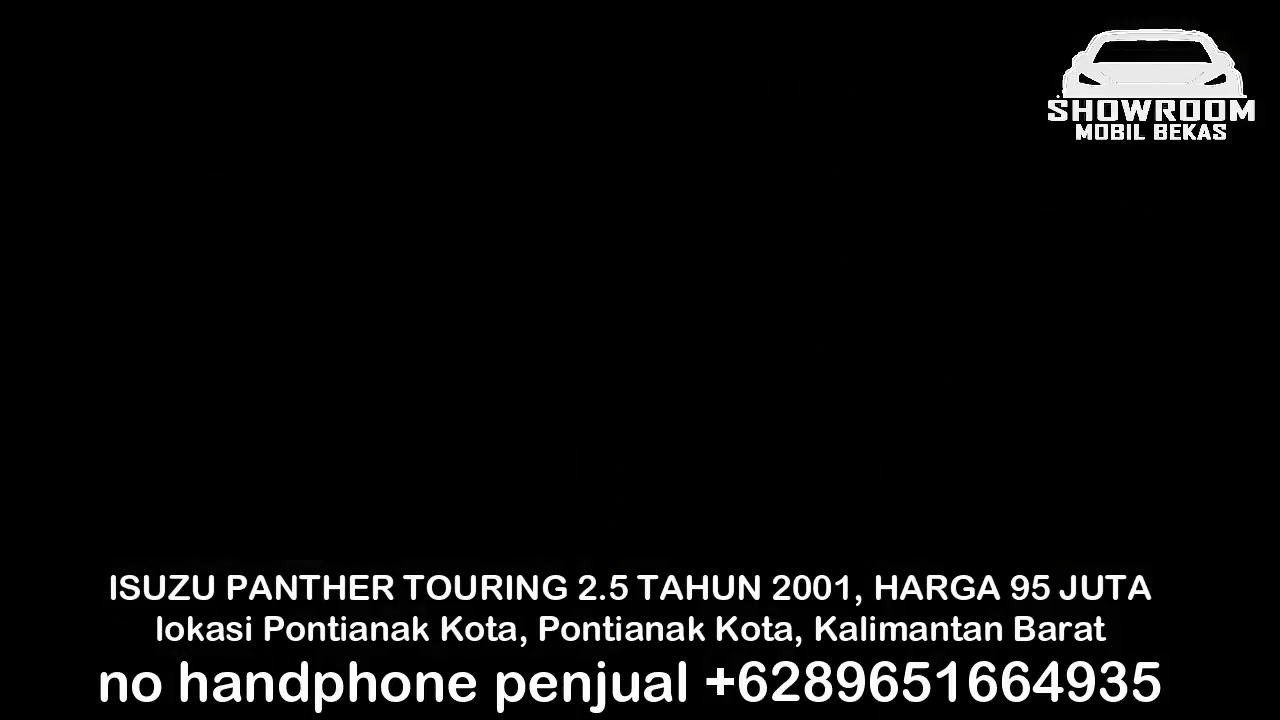 SHOWROOM
MOBIL BEKAS
ISUZU PANTHER TOURING 2.5 TAHUN 2001, HARGA 95 JUTA
lokasi Pontianak Kota, Pontianak Kota, Kalimantan Barat
no handphone penjual +6289651664935